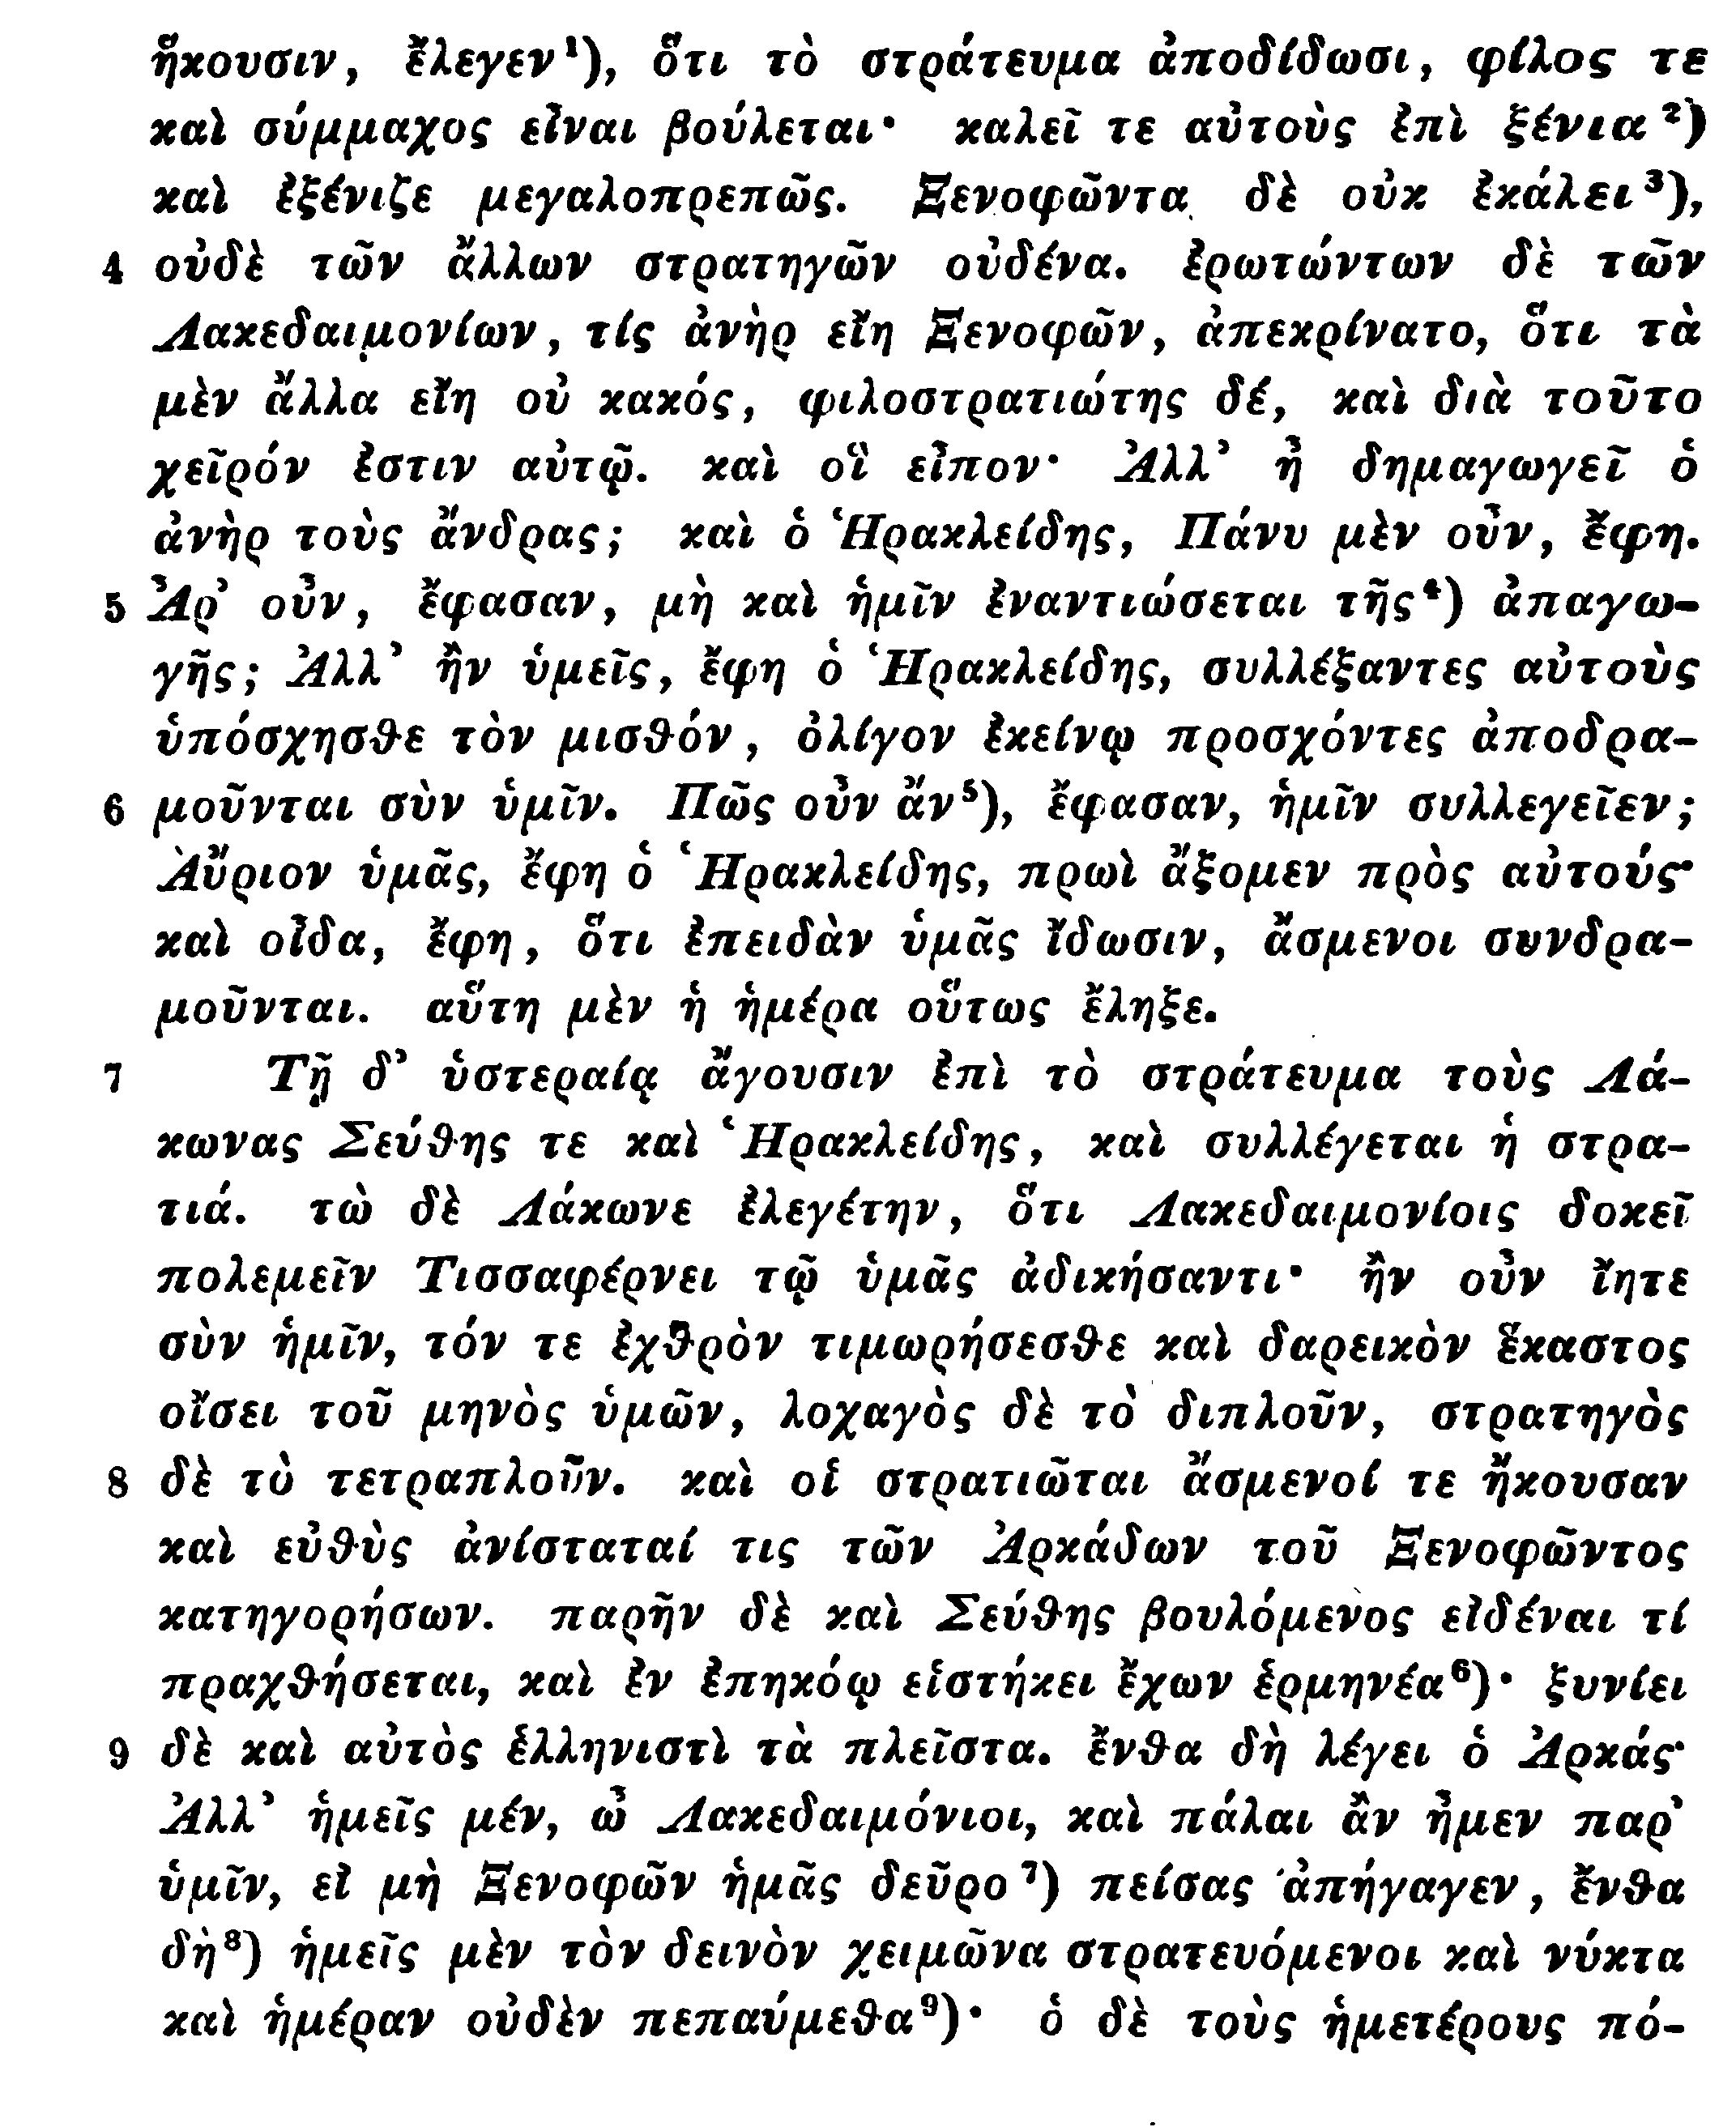 ἥκουσιν, ἔλεγεν¹), ὅτι τὸ στράτευμα ἀποδίδωσι, φίλος τε
καὶ σύμμαχος εἶναι βούλεται· καλεῖ τε αὐτοὺς ἐπὶ ξένια²)
καὶ ἐξένιζε μεγαλοπρεπῶς. Ξενοφῶντα δὲ οὐκ ἐκάλει³),
4 οὐδὲ τῶν ἄλλων στρατηγῶν οὐδένα. ἐρωτώντων δὲ τῶν
Λακεδαιμονίων, τίς ἀνὴρ εἴη Ξενοφῶν, ἀπεκρίνατο, ὅτι τὰ
μὲν ἄλλα εἴη οὐ κακός, φιλοστρατιώτης δέ, καὶ διὰ τοῦτο
χεῖρόν ἐστιν αὐτῷ. καὶ οἳ εἶπον· Ἀλλ’ ἦ δημαγωγεῖ ὁ
ἀνὴρ τοὺς ἄνδρας; καὶ ὁ Ἡρακλείδης, Πάνυ μὲν οὖν, ἔφη.
5 Ἆρ’ οὖν, ἔφασαν, μὴ καὶ ἡμῖν ἐναντιώσεται τῆς⁴) ἀπαγω-
γῆς; Ἀλλ’ ἢν ὑμεῖς, ἔφη ὁ Ἡρακλείδης, συλλέξαντες αὐτοὺς
ὑπόσχησθε τὸν μισθόν, ὀλίγον ἐκείνῳ προσχόντες ἀποδρα-
6 μοῦνται σὺν ὑμῖν. Πῶς οὖν ἄν⁵), ἔφασαν, ἡμῖν συλλεγεῖεν;
Αὔριον ὑμᾶς, ἔφη ὁ Ἡρακλείδης, πρωὶ ἄξομεν πρὸς αὐτούς·
καὶ οἶδα, ἔφη, ὅτι ἐπειδὰν ὑμᾶς ἴδωσιν, ἄσμενοι συνδρα-
μοῦνται. αὕτη μὲν ἡ ἡμέρα οὕτως ἔληξε.
7 Τῇ δ’ ὑστεραίᾳ ἄγουσιν ἐπὶ τὸ στράτευμα τοὺς Λά-
κωνας Σεύθης τε καὶ Ἡρακλείδης, καὶ συλλέγεται ἡ στρα-
τιά. τὼ δὲ Λάκωνε ἐλεγέτην, ὅτι Λακεδαιμονίοις δοκεῖ
πολεμεῖν Τισσαφέρνει τῷ ὑμᾶς ἀδικήσαντι· ἢν οὖν ἴητε
σὺν ἡμῖν, τόν τε ἐχθρὸν τιμωρήσεσθε καὶ δαρεικὸν ἕκαστος
οἴσει τοῦ μηνὸς ὑμῶν, λοχαγὸς δὲ τὸ διπλοῦν, στρατηγὸς
8 δὲ τὸ τετραπλοῦν. καὶ οἱ στρατιῶται ἄσμενοί τε ἤκουσαν
καὶ εὐθὺς ἀνίσταταί τις τῶν Ἀρκάδων τοῦ Ξενοφῶντος
κατηγορήσων. παρῆν δὲ καὶ Σεύθης βουλόμενος εἰδέναι τί
πραχθήσεται, καὶ ἐν ἐπηκόῳ εἱστήκει ἔχων ἑρμηνέα⁶)· ξυνίει
9 δὲ καὶ αὐτὸς ἑλληνιστὶ τὰ πλεῖστα. ἔνθα δὴ λέγει ὁ Ἀρκάς·
Ἀλλ’ ἡμεῖς μέν, ὦ Λακεδαιμόνιοι, καὶ πάλαι ἂν ἦμεν παρ’
ὑμῖν, εἰ μὴ Ξενοφῶν ἡμᾶς δεῦρο⁷) πείσας ἀπήγαγεν, ἔνθα
δὴ⁸) ἡμεῖς μὲν τὸν δεινὸν χειμῶνα στρατευόμενοι καὶ νύκτα
καὶ ἡμέραν οὐδὲν πεπαύμεθα⁹)· ὁ δὲ τοὺς ἡμετέρους πό-